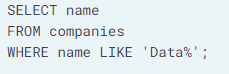 SELECT name
FROM companies
WHERE name LIKE 'Data%';